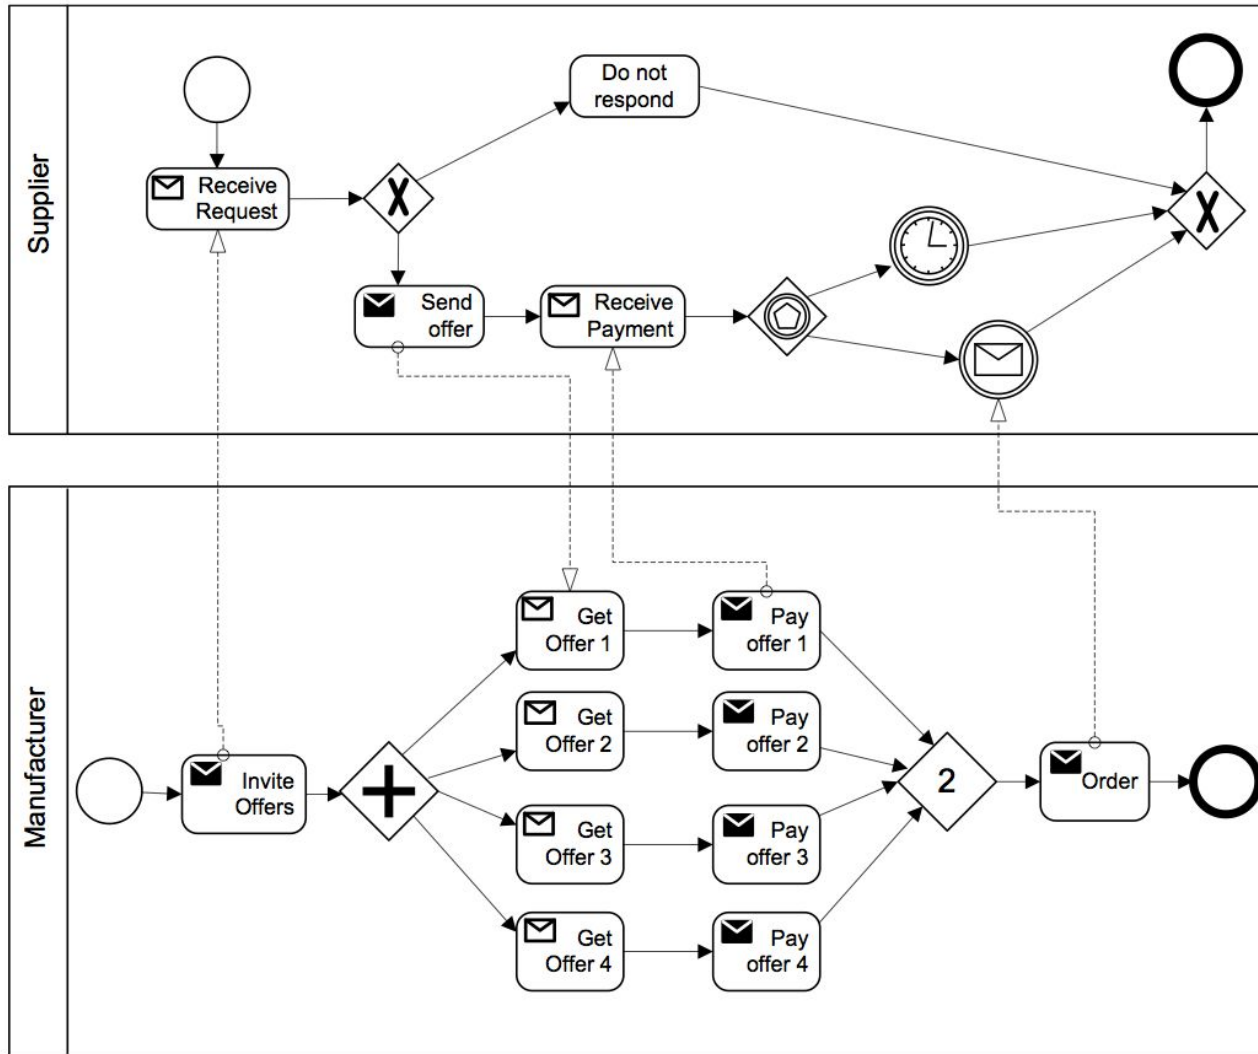 Supplier
Do not
respond
Receive
Request
X
X
Send
offer
Receive
Payment
Manufacturer
Get
Offer 1
Pay
offer 1
Get
Offer 2
Pay
offer 2
Invite
Offers
2
Order
Get
Offer 3
Pay
offer 3
Get
Offer 4
Pay
offer 4